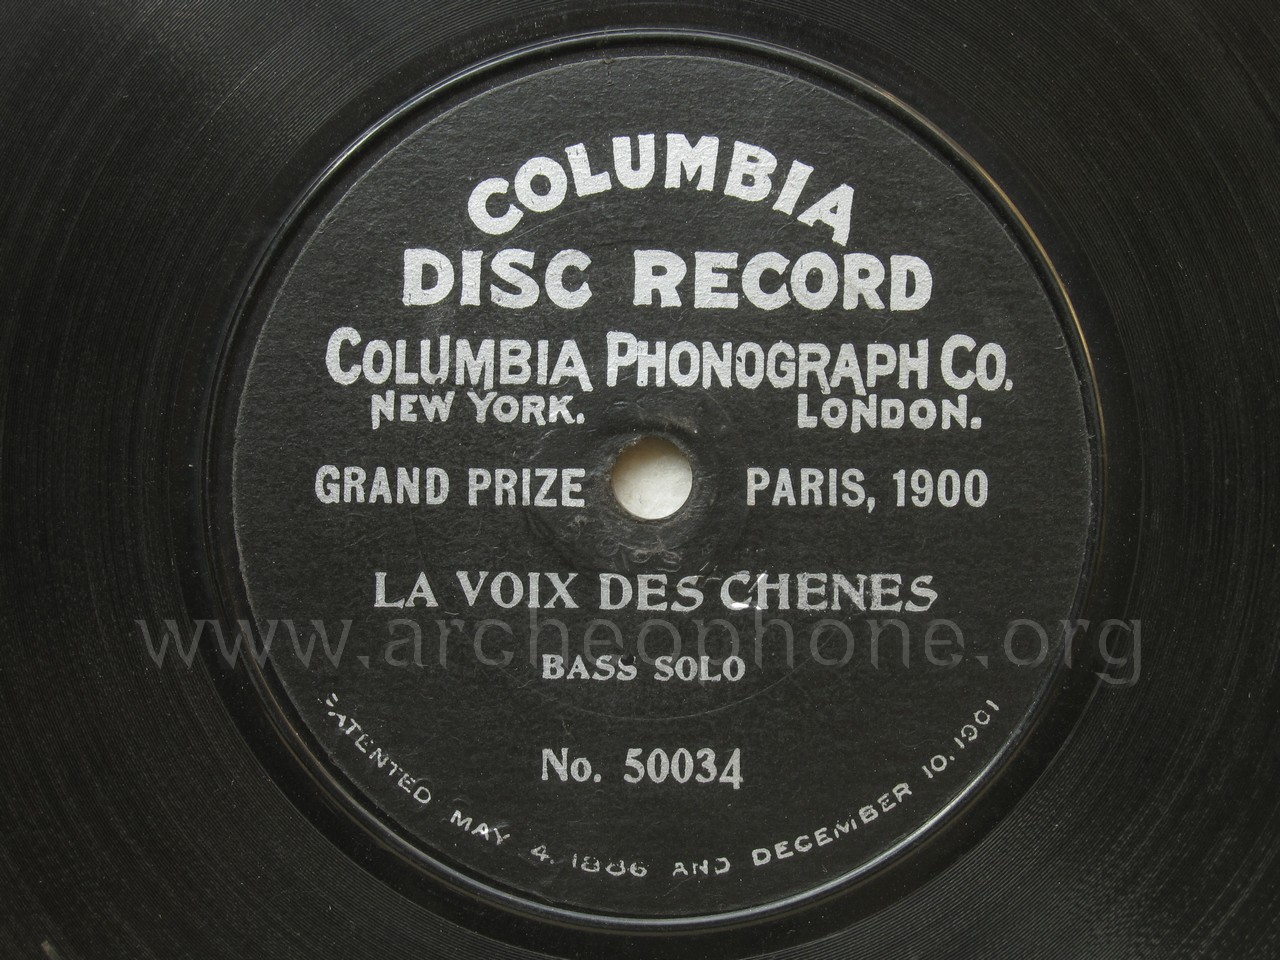 COLUMBIA
DISC RECORD
COLUMBIA PHONOGRAPH CO.
NEW YORK. LONDON.
GRAND PRIZE PARIS, 1900
LA VOIX DES CHENES
www.archeophone.org
BASS SOLO
No. 50034
PATENTED MAY 4, 1886 AND DECEMBER 10, 1901